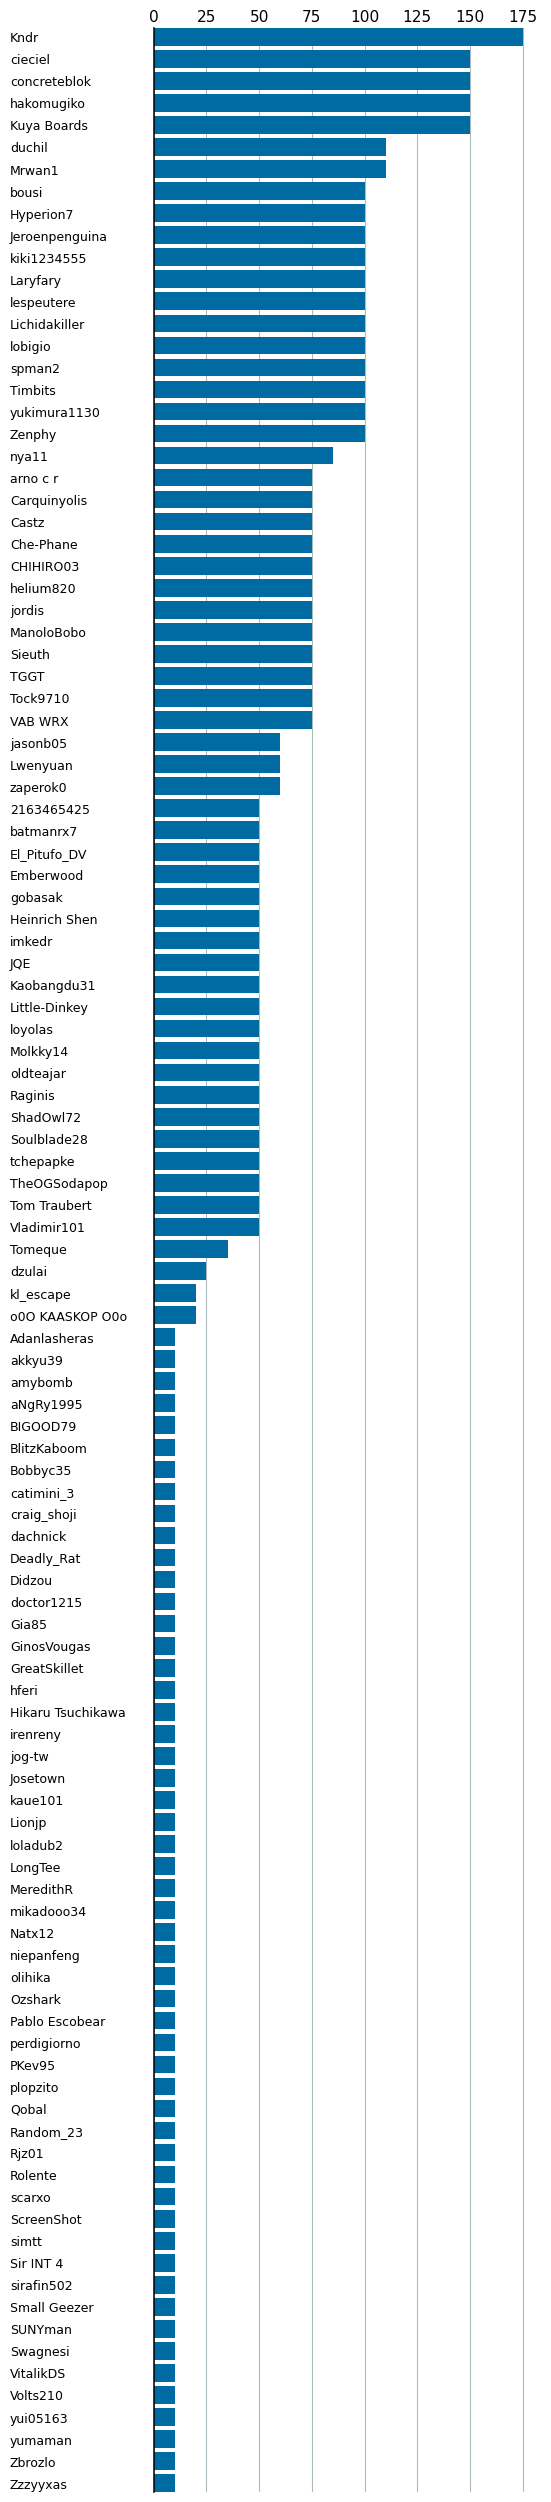 0 25 50 75 100 125 150 175
Kndr
cieciel
concreteblok
hakomugiko
Kuya Boards
duchil
Mrwan1
bousi
Hyperion7
Jeroenpenguina
kiki1234555
Laryfary
lespeutere
Lichidakiller
lobigio
spman2
Timbits
yukimura1130
Zenphy
nya11
arno c r
Carquinyolis
Castz
Che-Phane
CHIHIRO03
helium820
jordis
ManoloBobo
Sieuth
TGGT
Tock9710
VAB WRX
jasonb05
Lwenyuan
zaperok0
2163465425
batmanrx7
El_Pitufo_DV
Emberwood
gobasak
Heinrich Shen
imkedr
JQE
Kaobangdu31
Little-Dinkey
loyolas
Molkky14
oldteajar
Raginis
ShadOwl72
Soulblade28
tchepapke
TheOGSodapop
Tom Traubert
Vladimir101
Tomeque
dzulai
kl_escape
o0O KAASKOP O0o
Adanlasheras
akkyu39
amybomb
aNgRy1995
BIGOOD79
BlitzKaboom
Bobbyc35
catimini_3
craig_shoji
dachnick
Deadly_Rat
Didzou
doctor1215
Gia85
GinosVougas
GreatSkillet
hferi
Hikaru Tsuchikawa
irenreny
jog-tw
Josetown
kaue101
Lionjp
loladub2
LongTee
MeredithR
mikadooo34
Natx12
niepanfeng
olihika
Ozshark
Pablo Escobear
perdigiorno
PKev95
plopzito
Qobal
Random_23
Rjz01
Rolente
scarxo
ScreenShot
simtt
Sir INT 4
sirafin502
Small Geezer
SUNYman
Swagnesi
VitalikDS
Volts210
yui05163
yumaman
Zbrozlo
Zzzyyxas